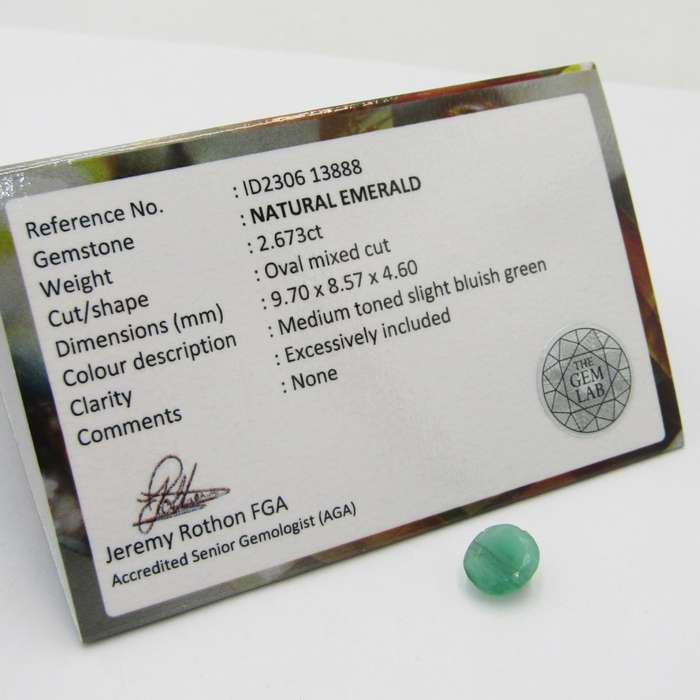 Reference No. : ID2306 13888
Gemstone : NATURAL EMERALD
Weight : 2.673ct
Cut/shape : Oval mixed cut
Dimensions (mm) : 9.70 x 8.57 x 4.60
Colour description : Medium toned slight bluish green
Clarity : Excessively included
Comments : None
THE
GEM
LAB
Jeremy Rothon FGA
Accredited Senior Gemologist (AGA)